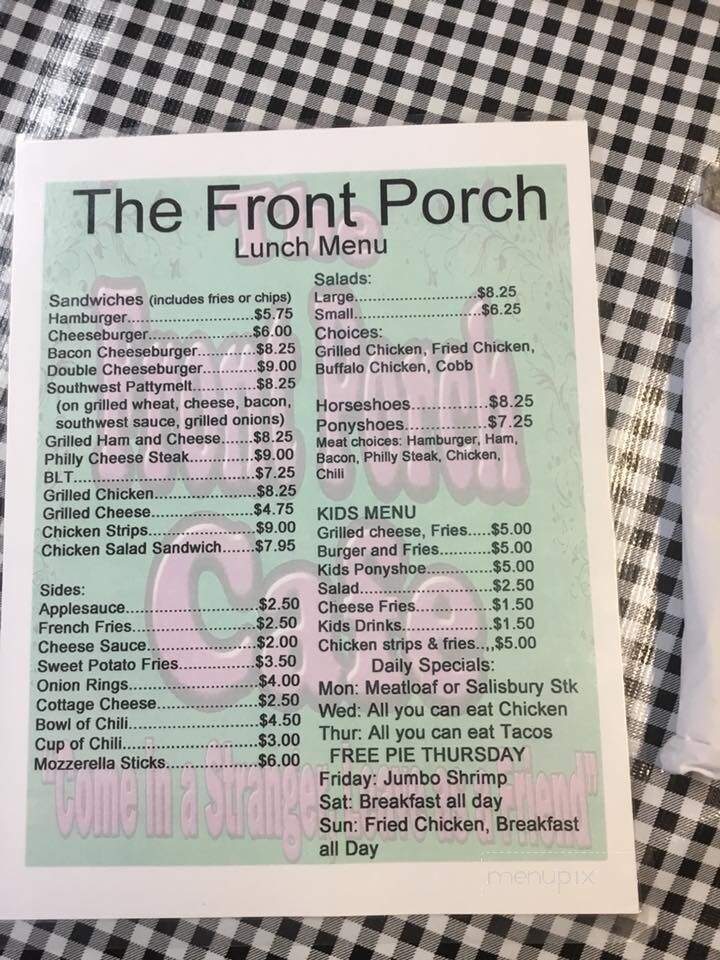 The Front Porch
Lunch Menu
Sandwiches (includes fries or chips)
Hamburger....................$5.75
Cheeseburger.................$6.00
Bacon Cheeseburger..........$8.25
Double Cheeseburger.........$9.00
Southwest Pattymelt..........$8.25
(on grilled wheat, cheese, bacon,
southwest sauce, grilled onions)
Grilled Ham and Cheese......$8.25
Philly Cheese Steak...........$9.00
BLT..............................$7.25
Grilled Chicken................$8.25
Grilled Cheese.................$4.75
Chicken Strips.................$9.00
Chicken Salad Sandwich......$7.95
Sides:
Applesauce.....................$2.50
French Fries....................$2.50
Cheese Sauce..................$2.00
Sweet Potato Fries............$3.50
Onion Rings....................$4.00
Cottage Cheese................$2.50
Bowl of Chili....................$4.50
Cup of Chili.....................$3.00
Mozzerella Sticks..............$6.00
Salads:
Large....................$8.25
Small.....................$6.25
Choices:
Grilled Chicken, Fried Chicken,
Buffalo Chicken, Cobb
Horseshoes.............$8.25
Ponyshoes..............$7.25
Meat choices: Hamburger, Ham,
Bacon, Philly Steak, Chicken,
Chili
KIDS MENU
Grilled cheese, Fries.....$5.00
Burger and Fries..........$5.00
Kids Ponyshoe............$5.00
Salad.......................$2.50
Cheese Fries..............$1.50
Kids Drinks................$1.50
Chicken strips & fries..,,$5.00
Daily Specials:
Mon: Meatloaf or Salisbury Stk
Wed: All you can eat Chicken
Thur: All you can eat Tacos
FREE PIE THURSDAY
Friday: Jumbo Shrimp
Sat: Breakfast all day
Sun: Fried Chicken, Breakfast
all Day
The
Front Porch
Cafe
"Come in a Stranger
menupix